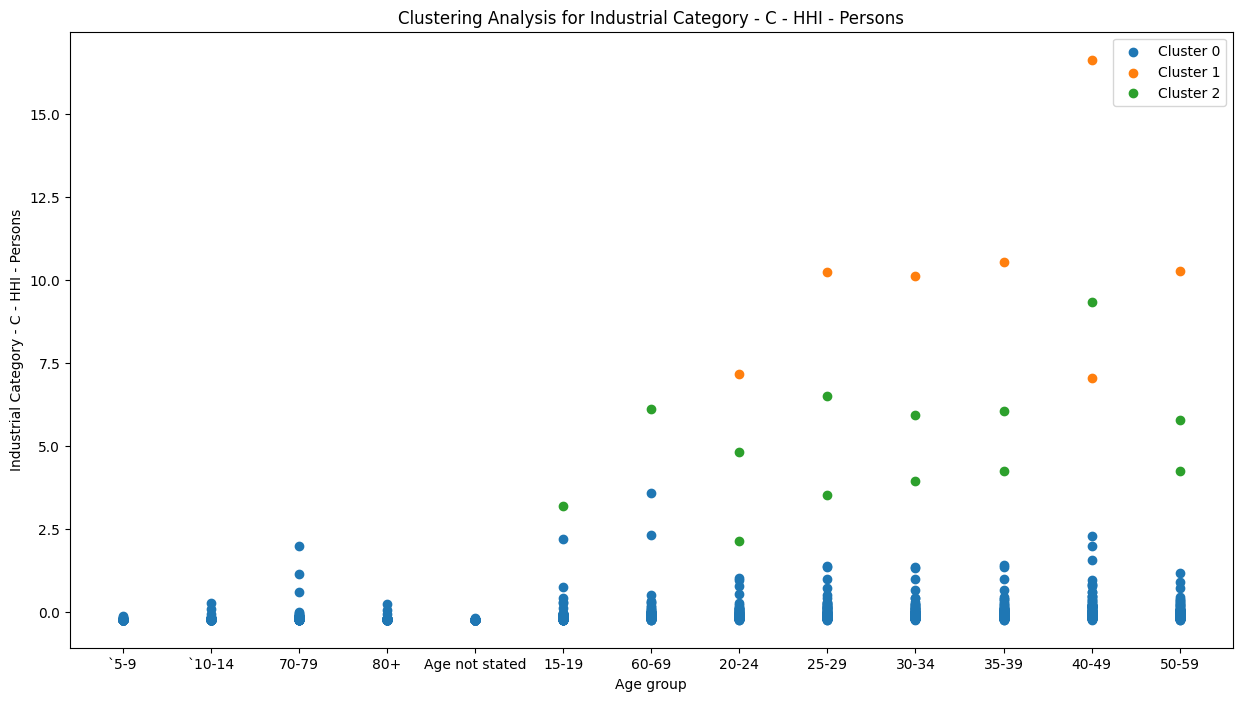 Clustering Analysis for Industrial Category - C - HHI - Persons
Cluster 0
Cluster 1
Cluster 2
Industrial Category - C - HHI - Persons
15.0
12.5
10.0
7.5
5.0
2.5
0.0
`5-9 `10-14 70-79 80+ Age not stated 15-19 60-69 20-24 25-29 30-34 35-39 40-49 50-59
Age group